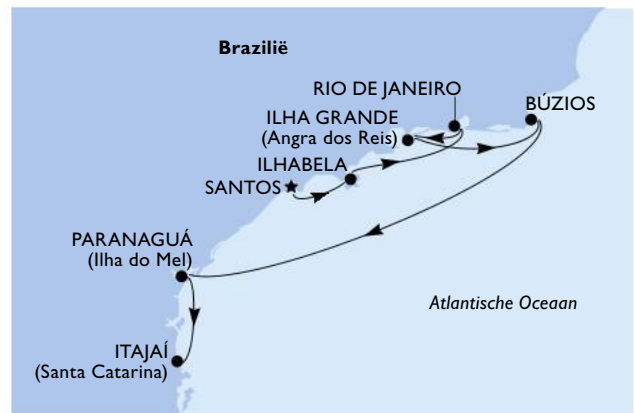 Brazilië
RIO DE JANEIRO
BÚZIOS
ILHA GRANDE
(Angra dos Reis)
ILHABELA
SANTOS
PARANAGUÁ
(Ilha do Mel)
Atlantische Oceaan
ITAJAÍ
(Santa Catarina)